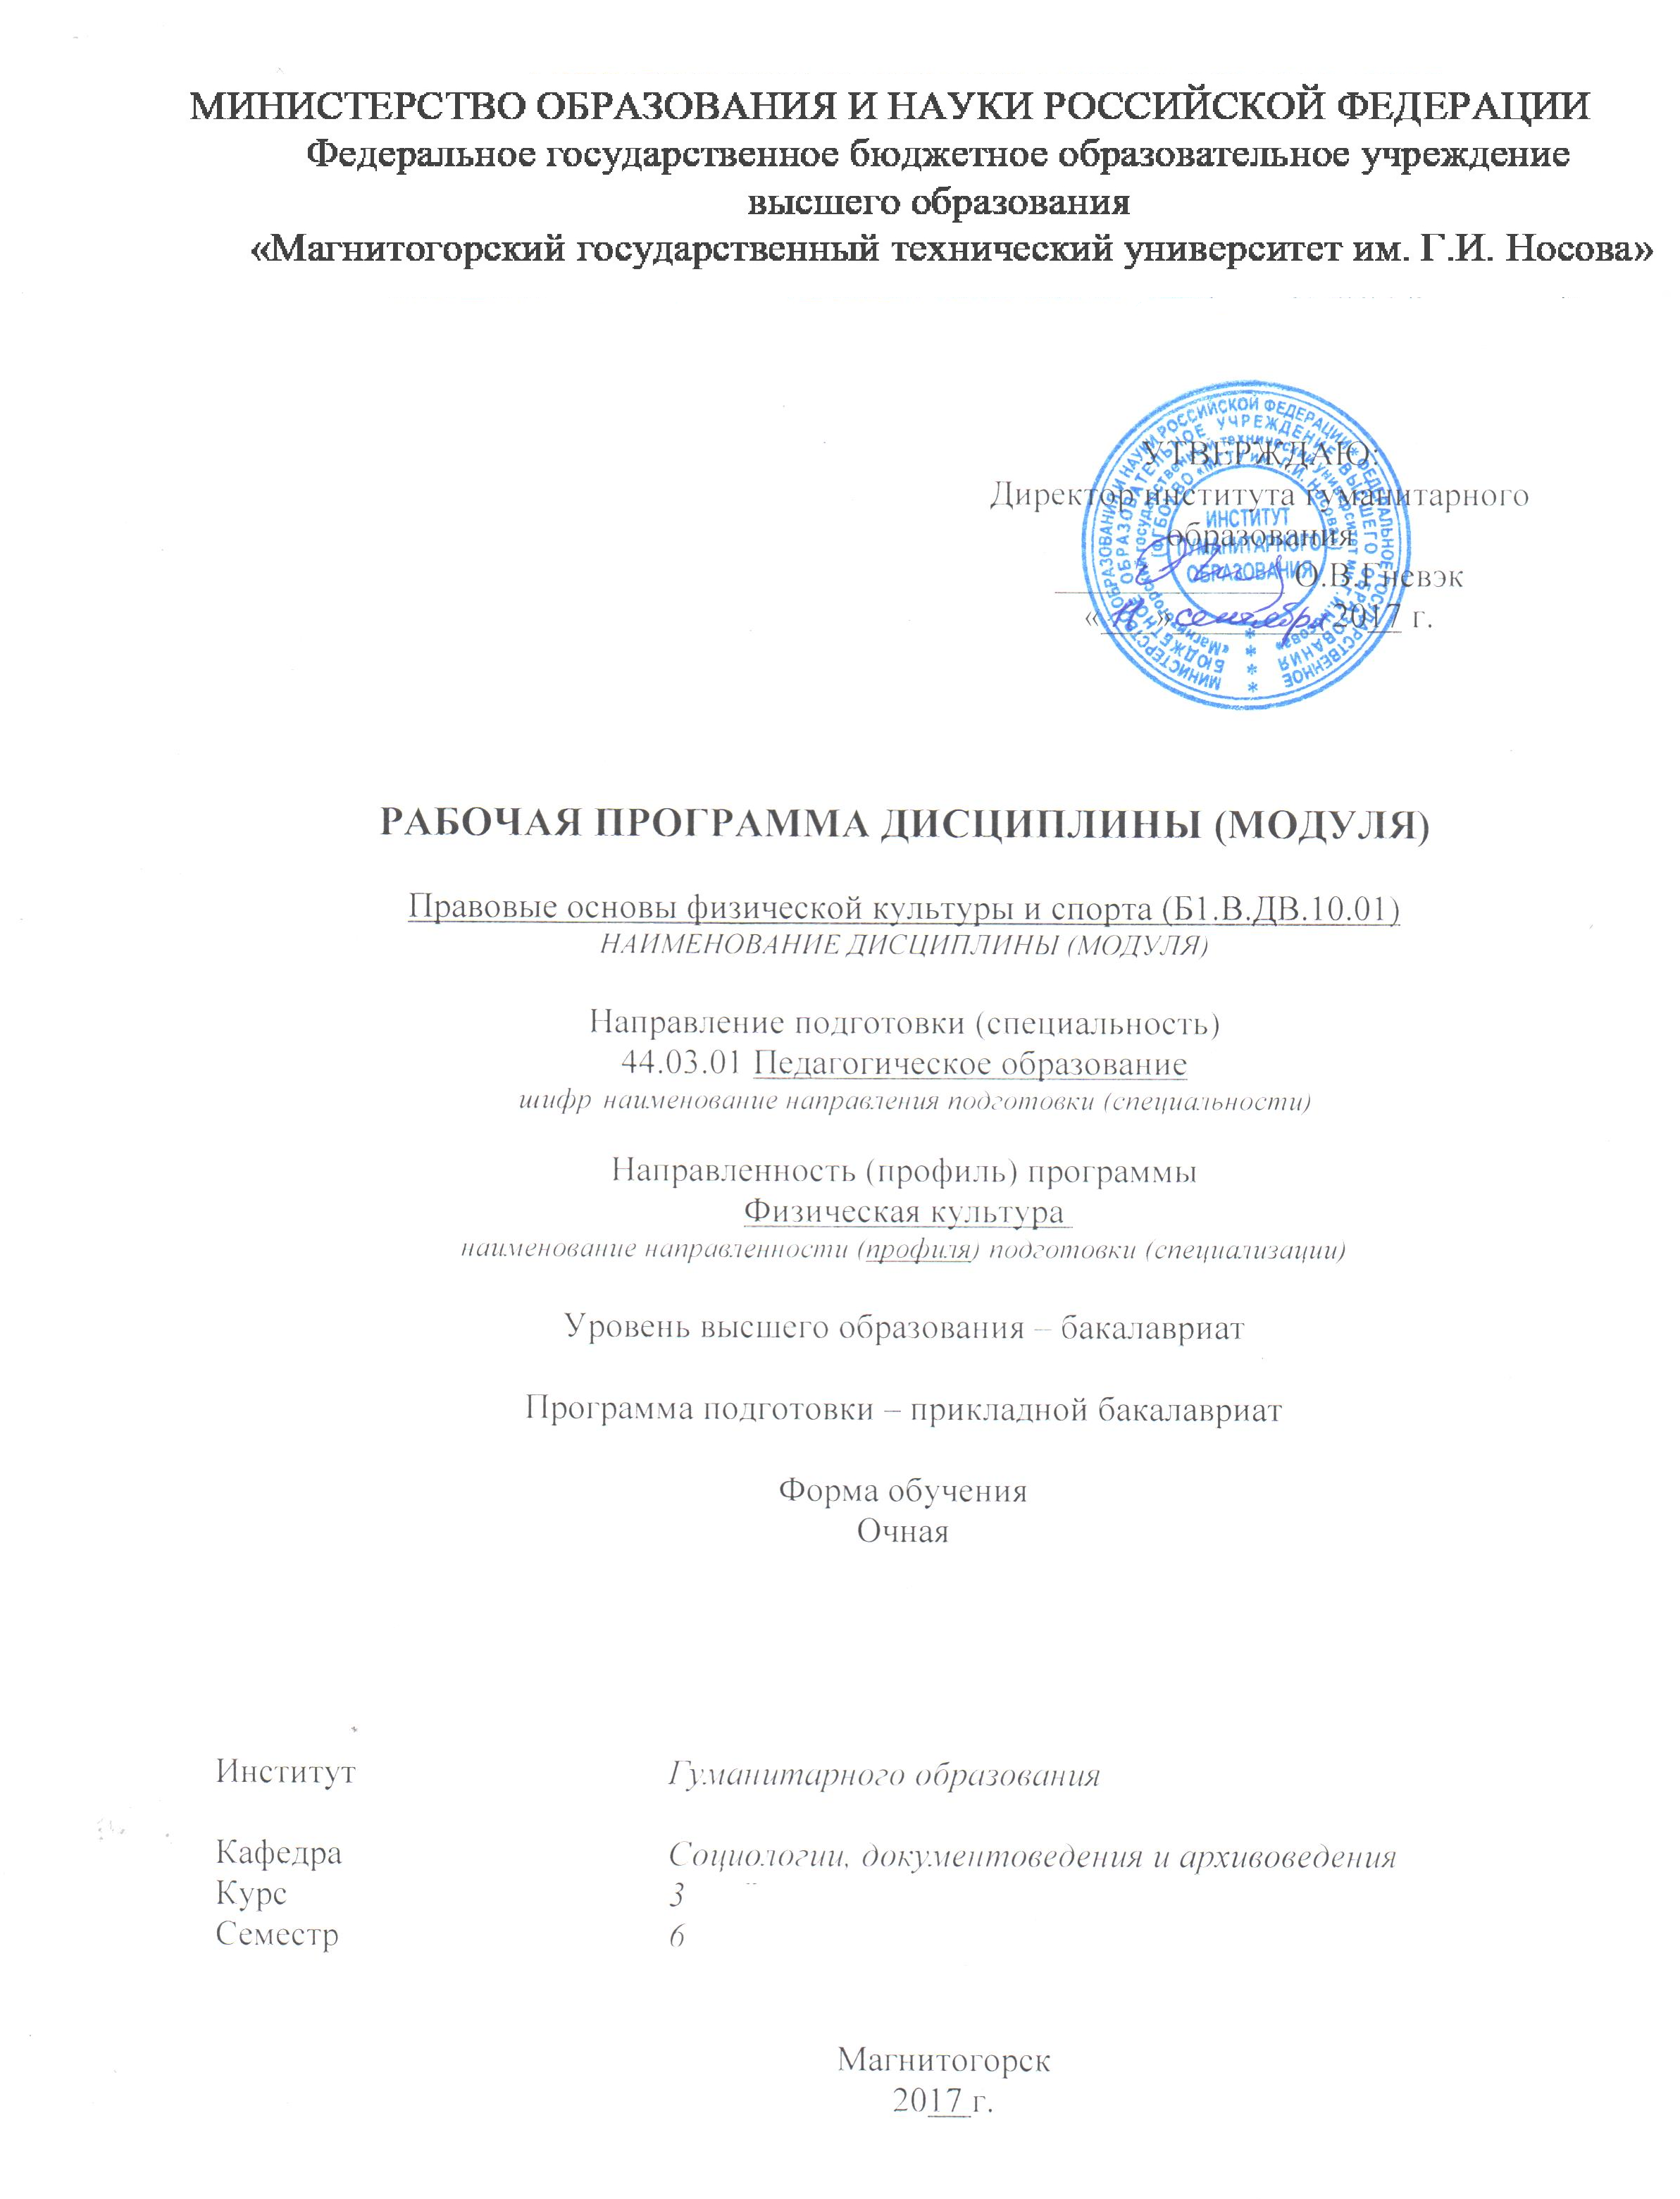 МИНИСТЕРСТВО ОБРАЗОВАНИЯ И НАУКИ РОССИЙСКОЙ ФЕДЕРАЦИИ
Федеральное государственное бюджетное образовательное учреждение
высшего образования
«Магнитогорский государственный технический университет им. Г.И. Носова»
УТВЕРЖДАЮ:
Директор института гуманитарного
образования
О.В.Гневэк
« » сентября 2017 г.
ИНСТИТУТ
ГУМАНИТАРНОГО
ОБРАЗОВАНИЯ
РАБОЧАЯ ПРОГРАММА ДИСЦИПЛИНЫ (МОДУЛЯ)
Правовые основы физической культуры и спорта (Б1.В.ДВ.10.01)
НАИМЕНОВАНИЕ ДИСЦИПЛИНЫ (МОДУЛЯ)
Направление подготовки (специальность)
44.03.01 Педагогическое образование
шифр наименование направления подготовки (специальности)
Направленность (профиль) программы
Физическая культура
наименование направленности (профиля) подготовки (специализации)
Уровень высшего образования – бакалавриат
Программа подготовки – прикладной бакалавриат
Форма обучения
Очная
Институт Гуманитарного образования
Кафедра Социологии, документоведения и архивоведения
Курс 3
Семестр 6
Магнитогорск
2017 г.